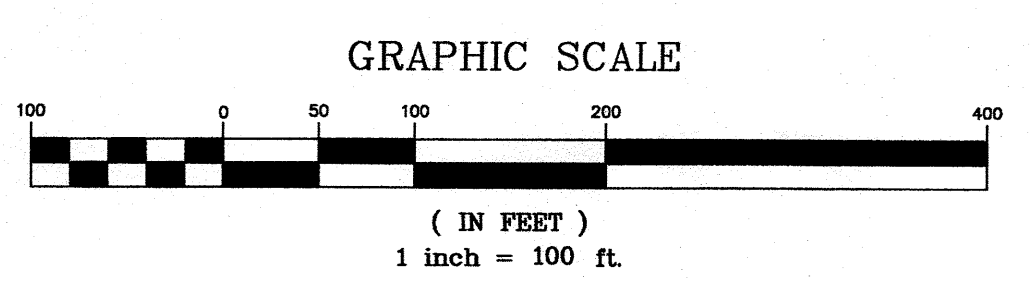 GRAPHIC SCALE
100 0 50 100 200 400
( IN FEET )
1 inch = 100 ft.